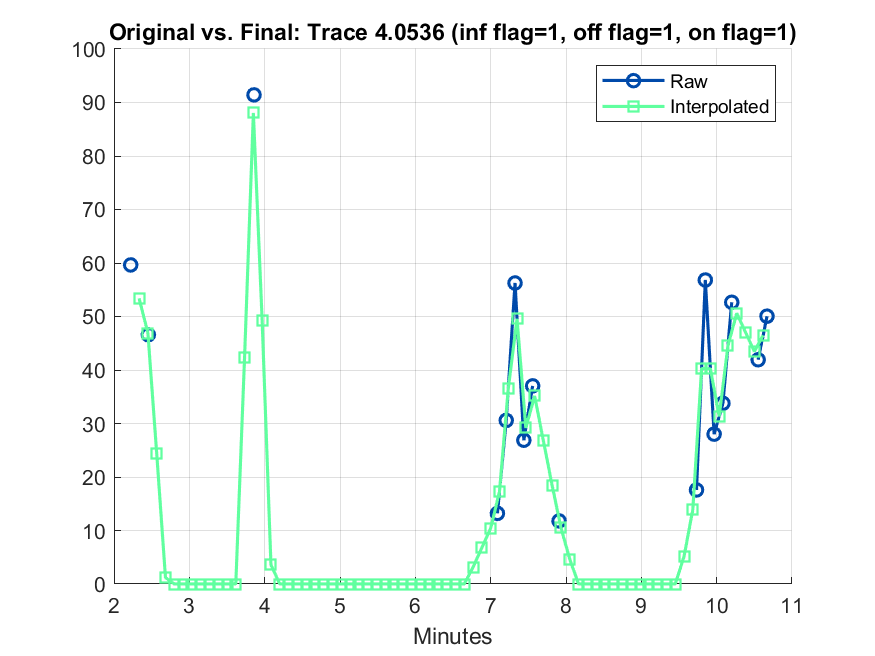 Original vs. Final: Trace 4.0536 (inf flag=1, off flag=1, on flag=1)
100
90
80
70
60
50
40
30
20
10
0
Raw
Interpolated
2 3 4 5 6 7 8 9 10 11
Minutes